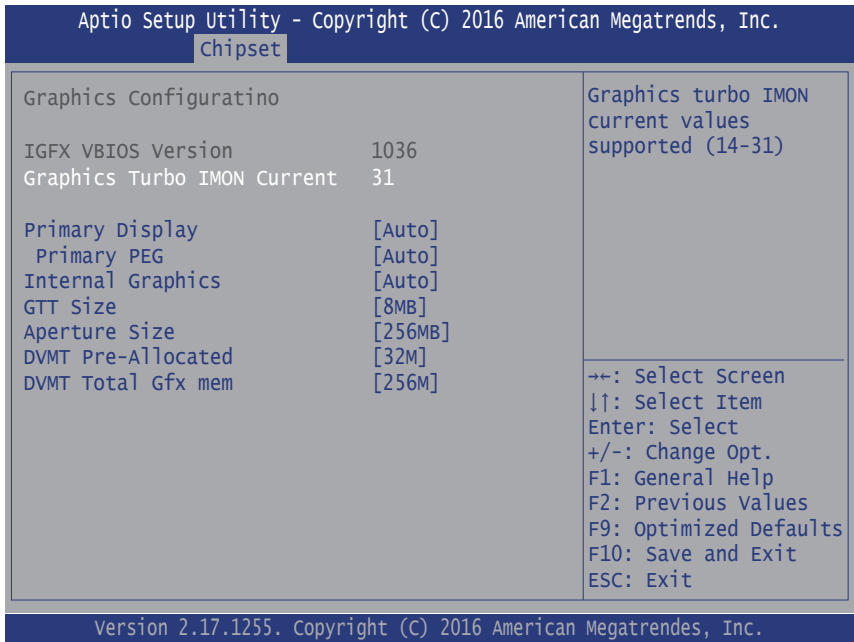 Aptio Setup Utility - Copyright (C) 2016 American Megatrends, Inc.
Chipset
Graphics Configuratino
IGFX VBIOS Version 1036
Graphics Turbo IMON Current 31
Primary Display [Auto]
Primary PEG [Auto]
Internal Graphics [Auto]
GTT Size [8MB]
Aperture Size [256MB]
DVMT Pre-Allocated [32M]
DVMT Total Gfx mem [256M]
Graphics turbo IMON
current values
supported (14-31)
→←: Select Screen
↓↑: Select Item
Enter: Select
+/-: Change Opt.
F1: General Help
F2: Previous Values
F9: Optimized Defaults
F10: Save and Exit
ESC: Exit
Version 2.17.1255. Copyright (C) 2016 American Megatrendes, Inc.